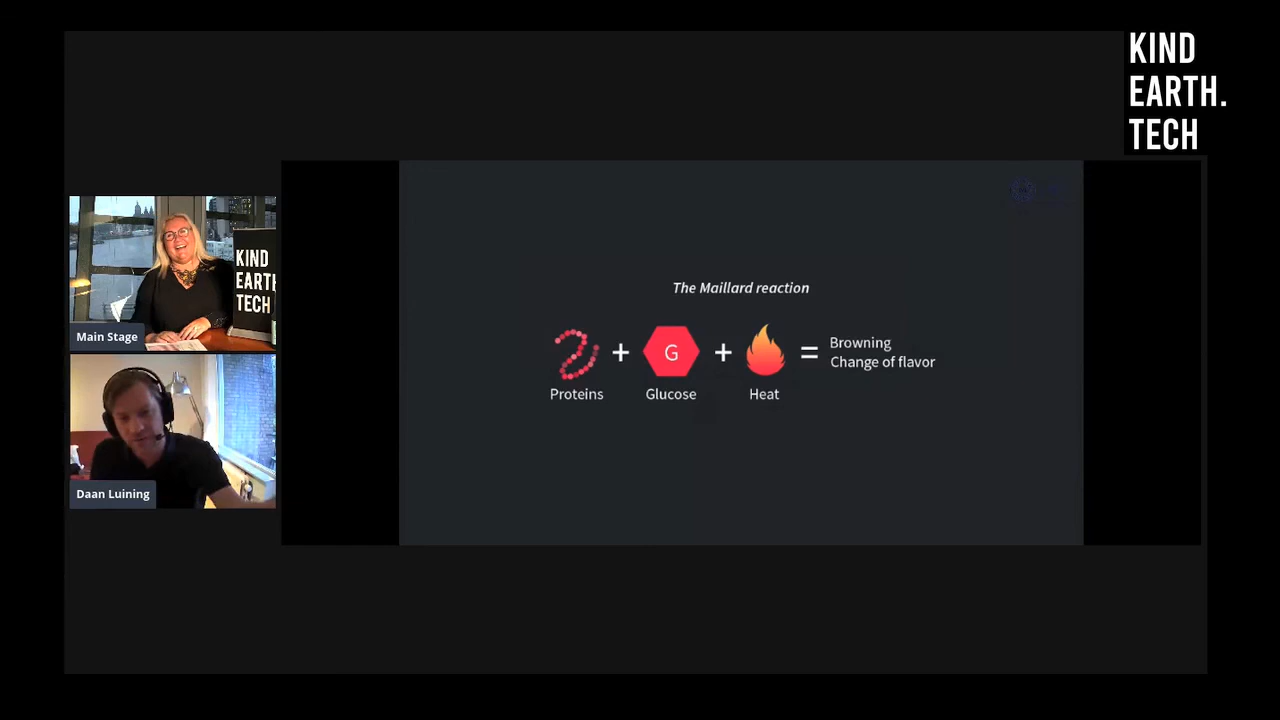 KIND
EARTH.
TECH
KIND
EARTH
TECH
Main Stage
Daan Luining
The Maillard reaction
+ G + =
Browning
Change of flavor
Proteins Glucose Heat